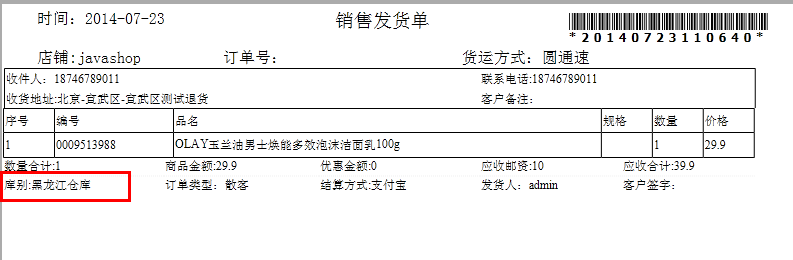 时间：2014-07-23 销售发货单
*20140723110640*
店铺:javashop 订单号： 货运方式：圆通速
收件人：18746789011 联系电话:18746789011
收货地址:北京-宣武区-宣武区测试退货 客户备注：
序号 编号 品名 规格 数量 价格
1 0009513988 OLAY玉兰油男士焕能多效泡沫洁面乳100g 1 29.9
数量合计:1 商品金额:29.9 优惠金额:0 应收邮资:10 应收合计:39.9
库别:黑龙江仓库 订单类型：散客 结算方式:支付宝 发货人：admin 客户签字：